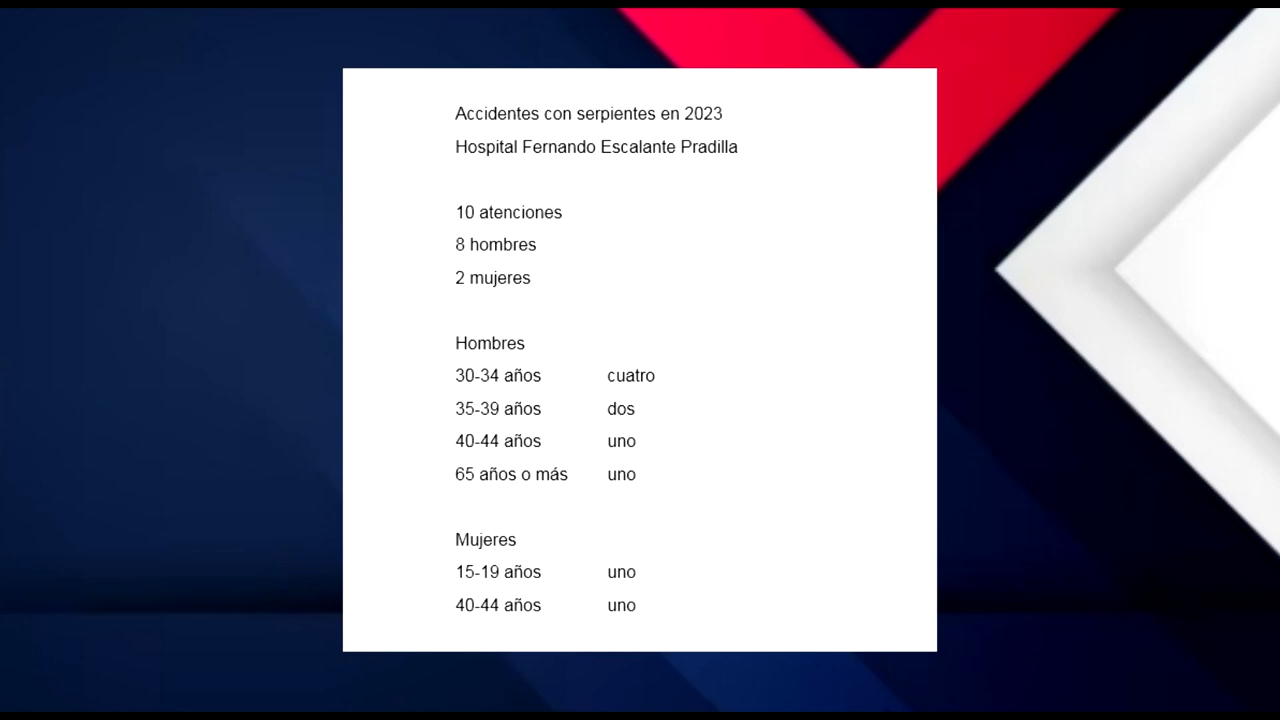 Accidentes con serpientes en 2023
Hospital Fernando Escalante Pradilla
10 atenciones
8 hombres
2 mujeres
Hombres
30-34 años cuatro
35-39 años dos
40-44 años uno
65 años o más uno
Mujeres
15-19 años uno
40-44 años uno